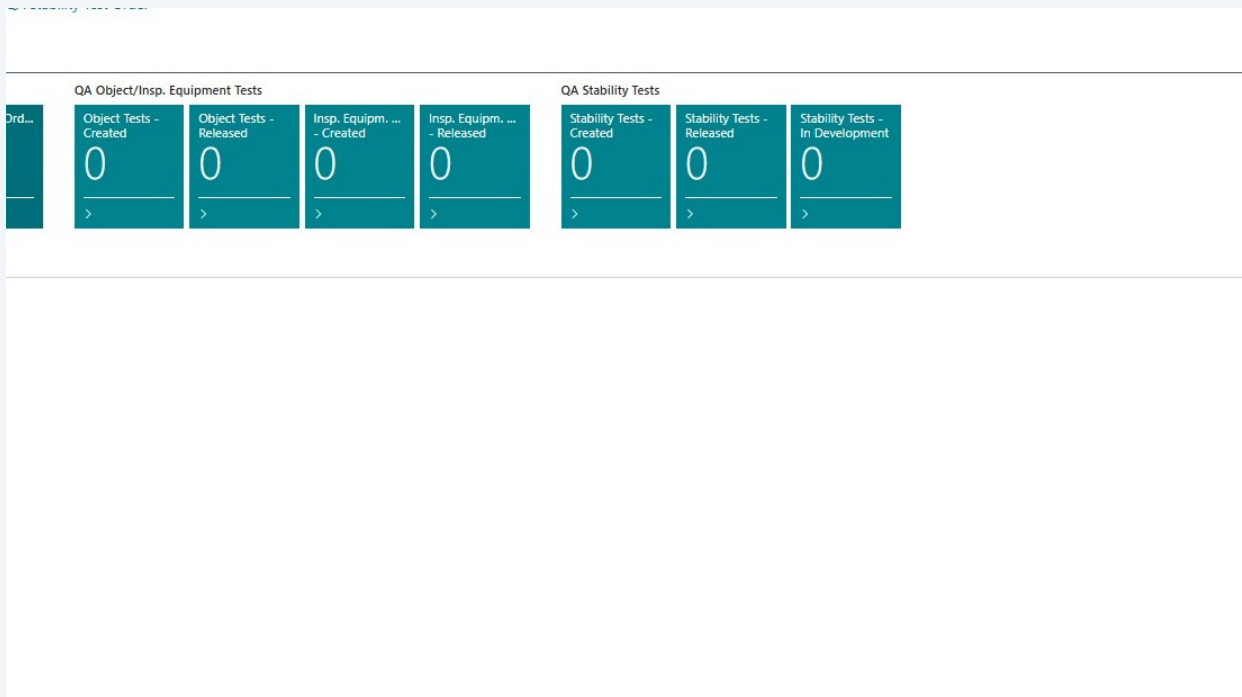 QA Object/Insp. Equipment Tests
QA Stability Tests
Ord...
Object Tests -
Created
0
Object Tests -
Released
0
Insp. Equipm. ...
- Created
0
Insp. Equipm. ...
- Released
0
Stability Tests -
Created
0
Stability Tests -
Released
0
Stability Tests -
In Development
0